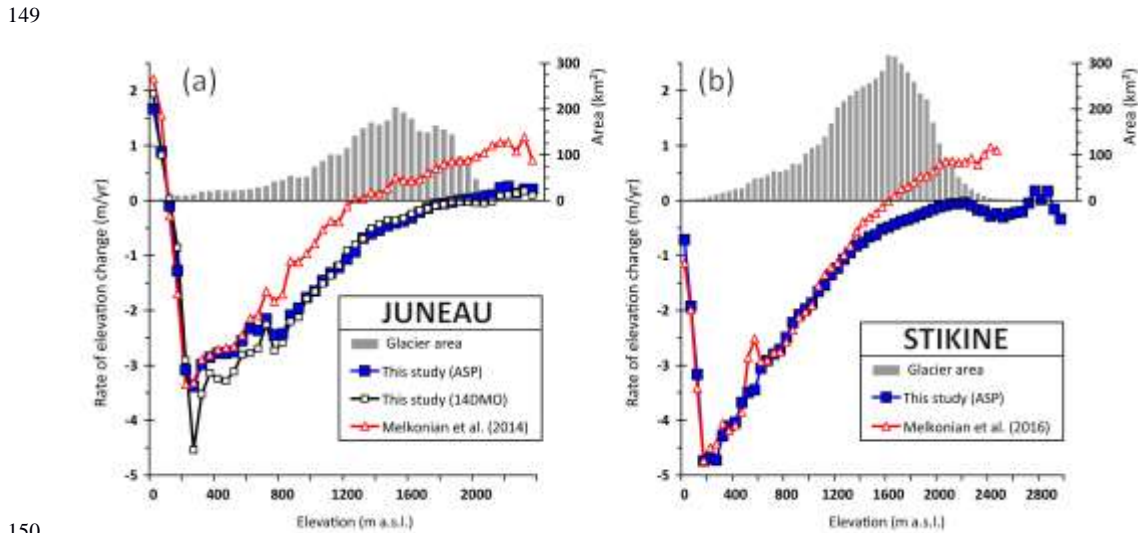 149
(a)
2
1
0
-1
-2
-3
-4
-5
Rate of elevation change (m/yr)
300
200
100
0
Area (km²)
0 400 800 1200 1600 2000
Elevation (m a.s.l.)
JUNEAU
Glacier area
This study (ASP)
This study (14DMO)
Melkonian et al. (2014)
(b)
2
1
0
-1
-2
-3
-4
-5
Rate of elevation change (m/yr)
300
200
100
0
Area (km²)
0 400 800 1200 1600 2000 2400 2800
Elevation (m a.s.l.)
STIKINE
Glacier area
This study (ASP)
Melkonian et al. (2016)
150